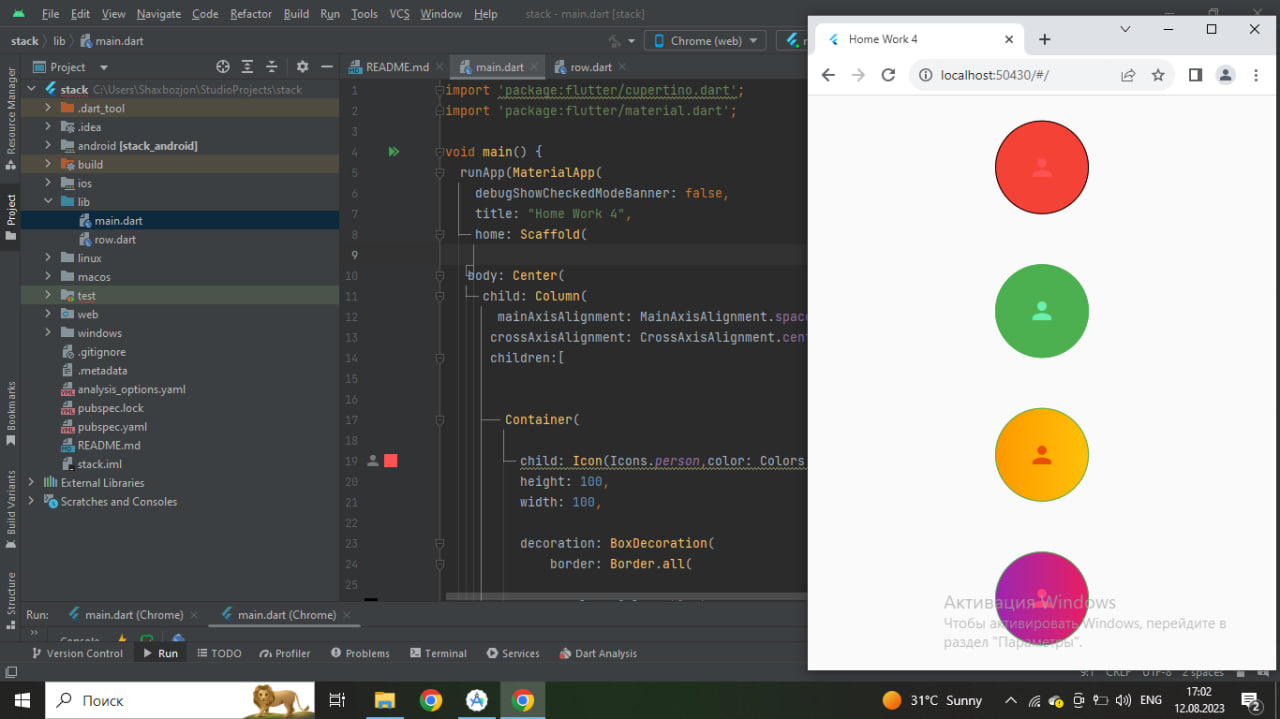 File Edit View Navigate Code Refactor Build Run Tools VCS Window Help stack - main.dart [stack]
stack lib main.dart Chrome (web)
Project README.md main.dart row.dart
Home Work 4
localhost:50430/#/
Resource Manager
Project
Bookmarks
Build Variants
Structure
stack C:\Users\Shaxbozjon\StudioProjects\stack
.dart_tool
.idea
android [stack_android]
build
ios
lib
main.dart
row.dart
linux
macos
test
web
windows
.gitignore
.metadata
analysis_options.yaml
pubspec.lock
pubspec.yaml
README.md
stack.iml
External Libraries
Scratches and Consoles
1 import 'package:flutter/cupertino.dart';
2 import 'package:flutter/material.dart';
3
4 void main() {
5 runApp(MaterialApp(
6 debugShowCheckedModeBanner: false,
7 title: "Home Work 4",
8 home: Scaffold(
9
10 body: Center(
11 child: Column(
12 mainAxisAlignment: MainAxisAlignment.spac
13 crossAxisAlignment: CrossAxisAlignment.cent
14 children:[
15
16
17 Container(
18
19 child: Icon(Icons.person,color: Colors
20 height: 100,
21 width: 100,
22
23 decoration: BoxDecoration(
24 border: Border.all(
25
Активация Windows
Чтобы активировать Windows, перейдите в
раздел "Параметры".
Run: main.dart (Chrome) main.dart (Chrome)
Console
Version Control Run TODO Profiler Problems Terminal Services Dart Analysis
9:1 CRLF UTF-8 2 spaces
Поиск
31°C Sunny
ENG
17:02
12.08.2023
2